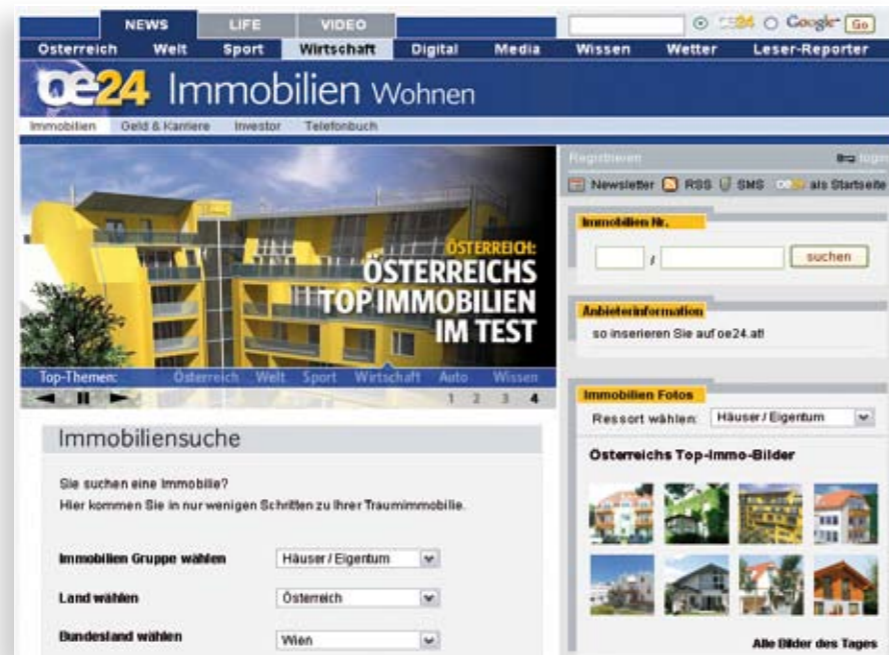 NEWS LIFE VIDEO
oe24 Google Go
Österreich Welt Sport Wirtschaft Digital Media Wissen Wetter Leser-Reporter
oe24 Immobilien Wohnen
Immobilien Geld & Karriere Investor Telefonbuch
Registrieren login
Newsletter RSS SMS oe24 als Startseite
ÖSTERREICH:
ÖSTERREICHS
TOP IMMOBILIEN
IM TEST
Top-Themen: Österreich Welt Sport Wirtschaft Auto Wissen
1 2 3 4
Immobiliensuche
Sie suchen eine Immobilie?
Hier kommen Sie in nur wenigen Schritten zu Ihrer Traumimmobilie.
Immobilien Gruppe wählen Häuser / Eigentum
Land wählen Österreich
Bundesland wählen Wien
Immobilien Nr.
/ suchen
Anbieterinformation
so inserieren Sie auf oe24.at!
Immobilien Fotos
Ressort wählen: Häuser / Eigentum
Österreichs Top-Immo-Bilder
Alle Bilder des Tages